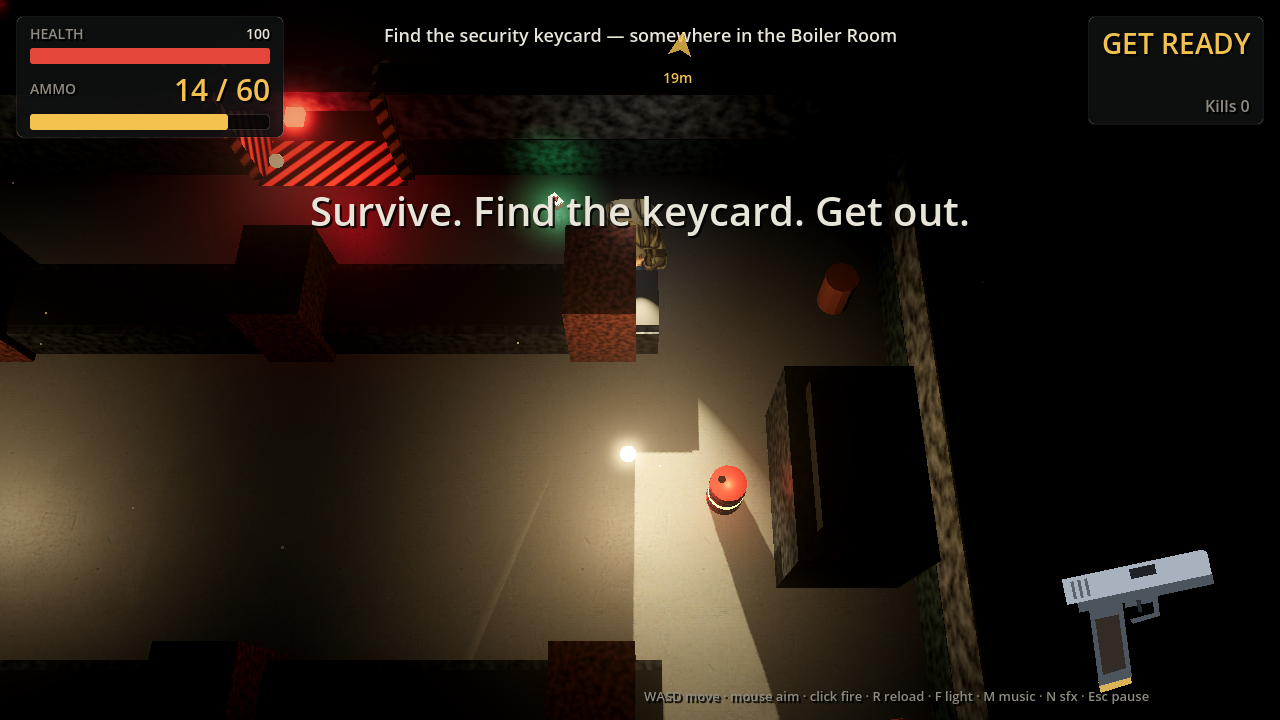 HEALTH 100
AMMO 14 / 60
Find the security keycard — somewhere in the Boiler Room
19m
GET READY
Kills 0
Survive. Find the keycard. Get out.
WASD move · mouse aim · click fire · R reload · F light · M music · N sfx · Esc pause